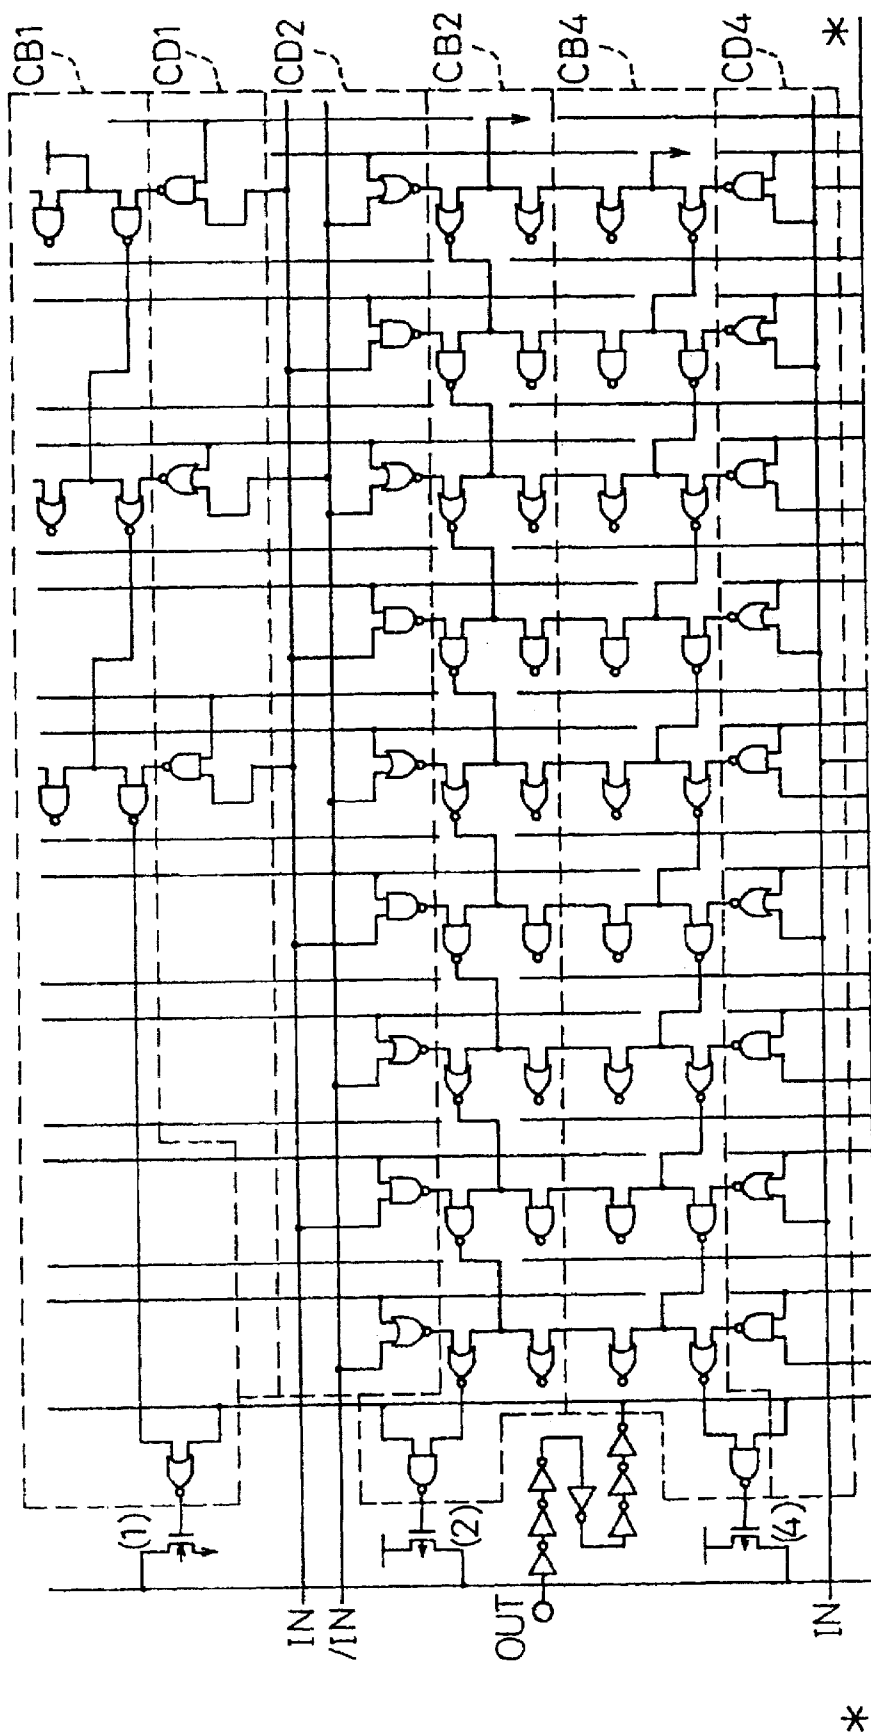 CB1
CD1
CD2
CB2
CB4
CD4
*
(1)
(2)
(4)
IN
/IN
OUT
IN
*